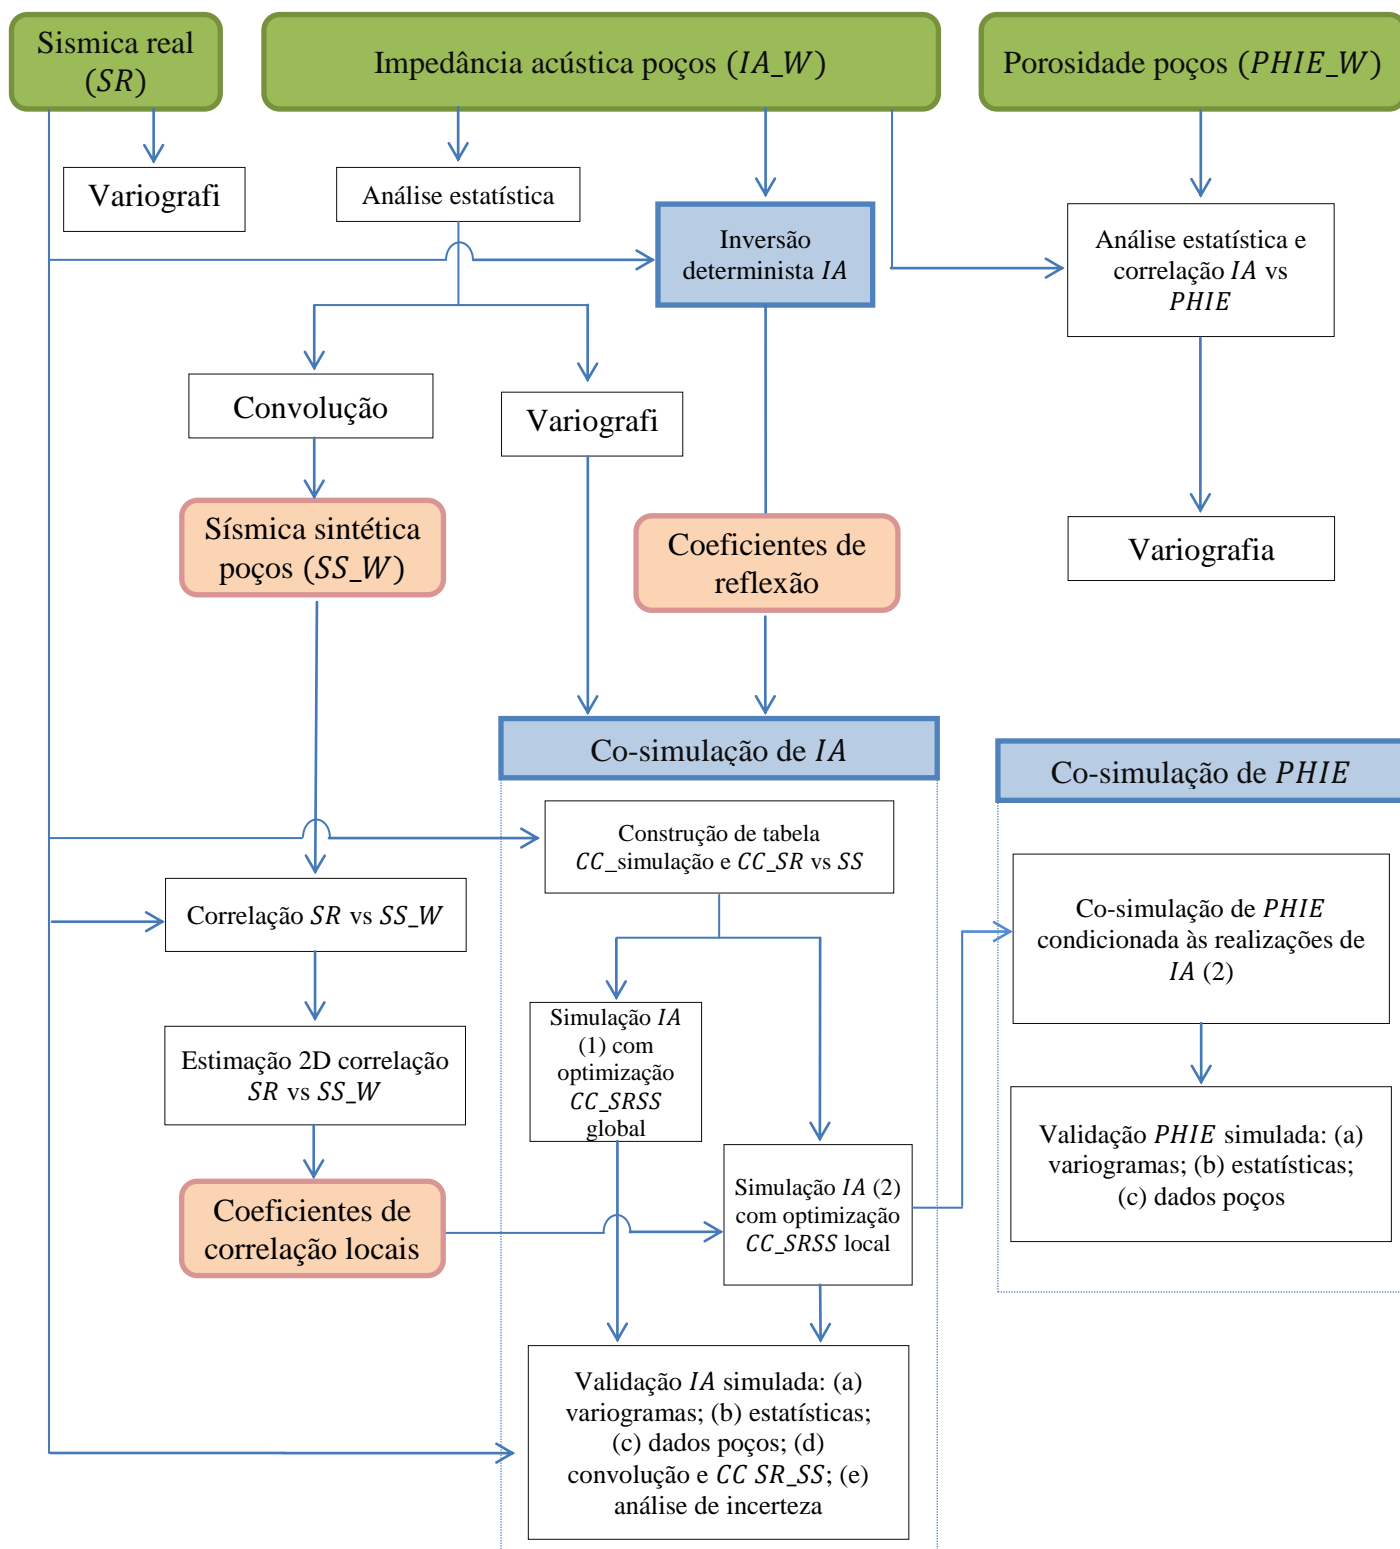 Sismica real
(SR)
Impedância acústica poços (IA_W)
Porosidade poços (PHIE_W)
Variografi
Análise estatística
Inversão
determinista IA
Análise estatística e
correlação IA vs
PHIE
Convolução
Variografi
Sísmica sintética
poços (SS_W)
Coeficientes de
reflexão
Variografia
Co-simulação de IA
Co-simulação de PHIE
Construção de tabela
CC_simulação e CC_SR vs SS
Correlação SR vs SS_W
Co-simulação de PHIE
condicionada às realizações de
IA (2)
Simulação IA
(1) com
optimização
CC_SRSS
global
Estimação 2D correlação
SR vs SS_W
Validação PHIE simulada: (a)
variogramas; (b) estatísticas;
(c) dados poços
Simulação IA (2)
com optimização
CC_SRSS local
Coeficientes de
correlação locais
Validação IA simulada: (a)
variogramas; (b) estatísticas;
(c) dados poços; (d)
convolução e CC SR_SS; (e)
análise de incerteza